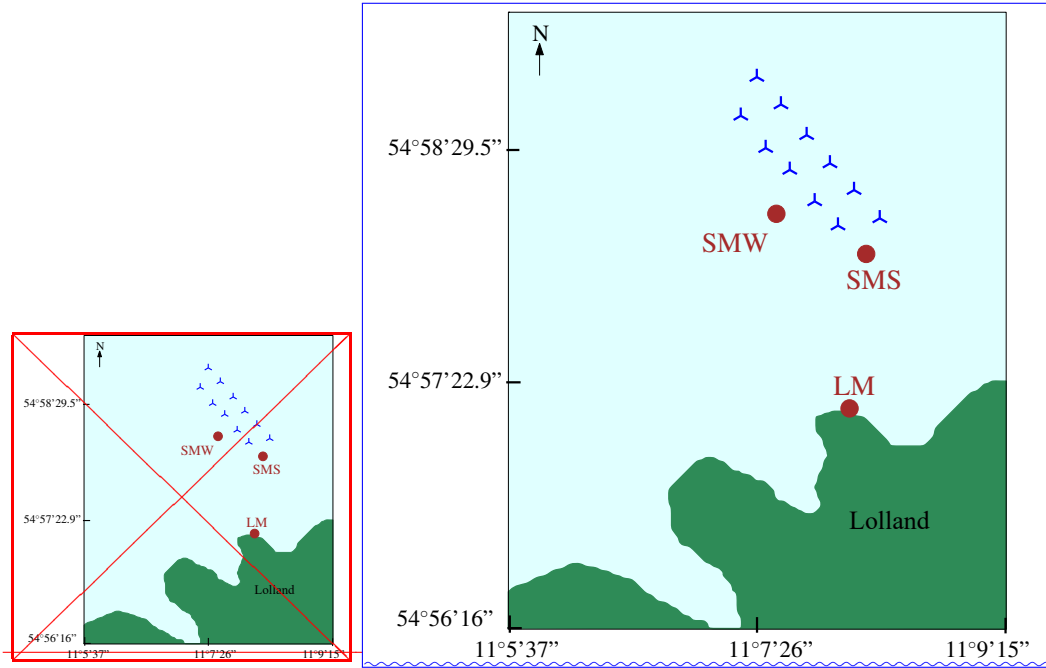 N
54°58’29.5”
SMW
SMS
54°57’22.9”
LM
Lolland
54°56’16”
11°5’37”
11°7’26”
11°9’15”
N
54°58’29.5”
SMW
SMS
54°57’22.9”
LM
Lolland
54°56’16”
11°5’37”
11°7’26”
11°9’15”